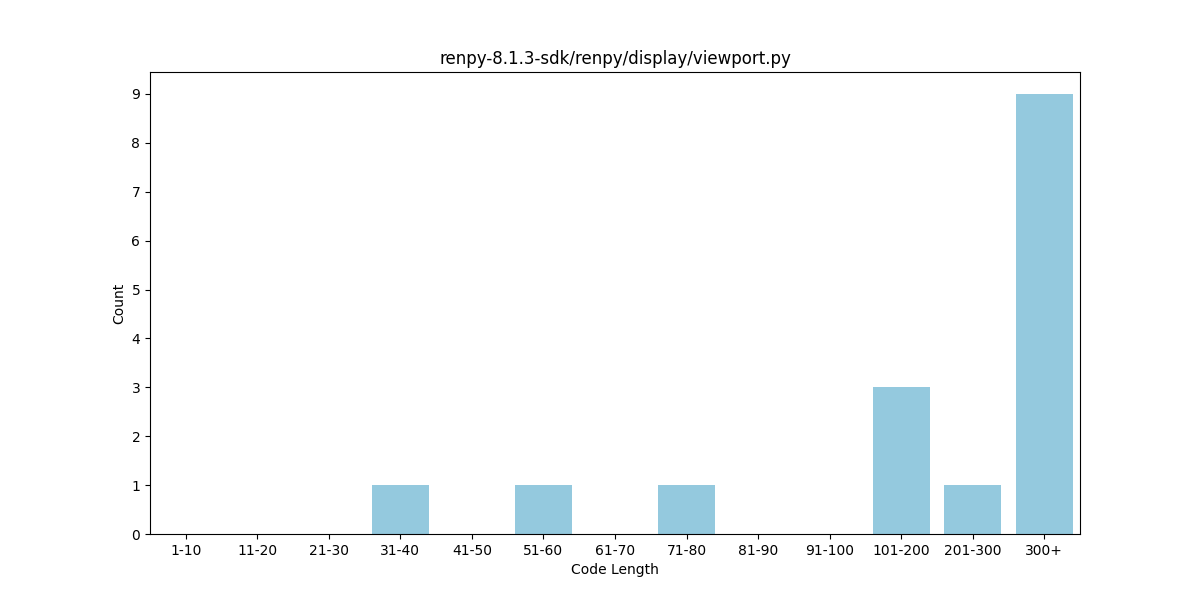 renpy-8.1.3-sdk/renpy/display/viewport.py
9
8
7
6
5
4
3
2
1
0
Count
1-10 11-20 21-30 31-40 41-50 51-60 61-70 71-80 81-90 91-100 101-200 201-300 300+
Code Length